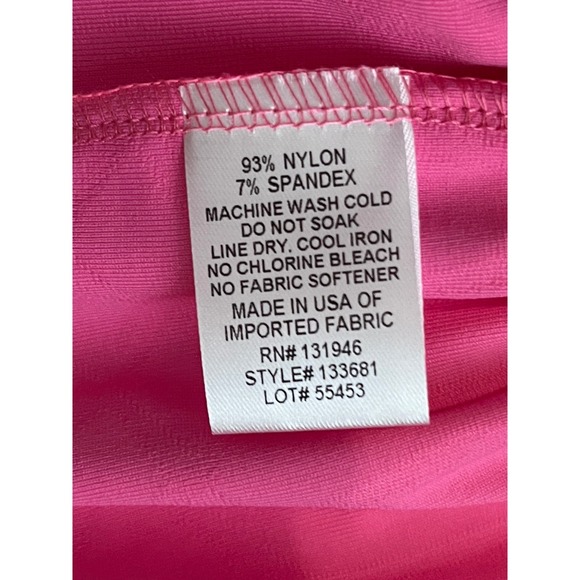 93% NYLON
7% SPANDEX
MACHINE WASH COLD
DO NOT SOAK
LINE DRY. COOL IRON
NO CHLORINE BLEACH
NO FABRIC SOFTENER
MADE IN USA OF
IMPORTED FABRIC
RN# 131946
STYLE# 133681
LOT# 55453